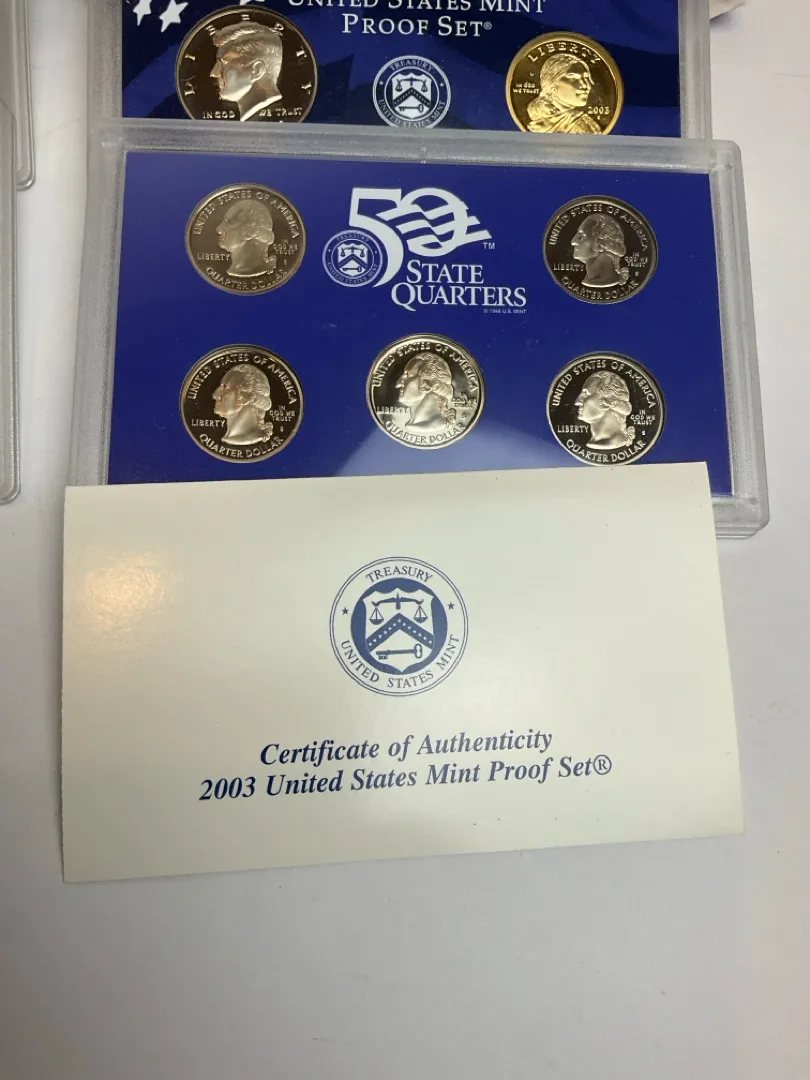 UNITED STATES MINT
PROOF SET®
LIBERTY
IN GOD WE TRUST
TREASURY
UNITED STATES MINT
LIBERTY
IN GOD
WE TRUST
2003
50
TM
TREASURY
STATE
QUARTERS
© 1998 U.S. MINT
UNITED STATES OF AMERICA
LIBERTY
IN
GOD WE
TRUST
S
QUARTER DOLLAR
UNITED STATES OF AMERICA
LIBERTY
IN
GOD WE
TRUST
S
QUARTER DOLLAR
UNITED STATES OF AMERICA
LIBERTY
IN
GOD WE
TRUST
S
QUARTER DOLLAR
UNITED STATES OF AMERICA
LIBERTY
QUARTER DOLLAR
UNITED STATES OF AMERICA
LIBERTY
IN
GOD WE
TRUST
S
QUARTER DOLLAR
TREASURY
UNITED STATES MINT
Certificate of Authenticity
2003 United States Mint Proof Set®